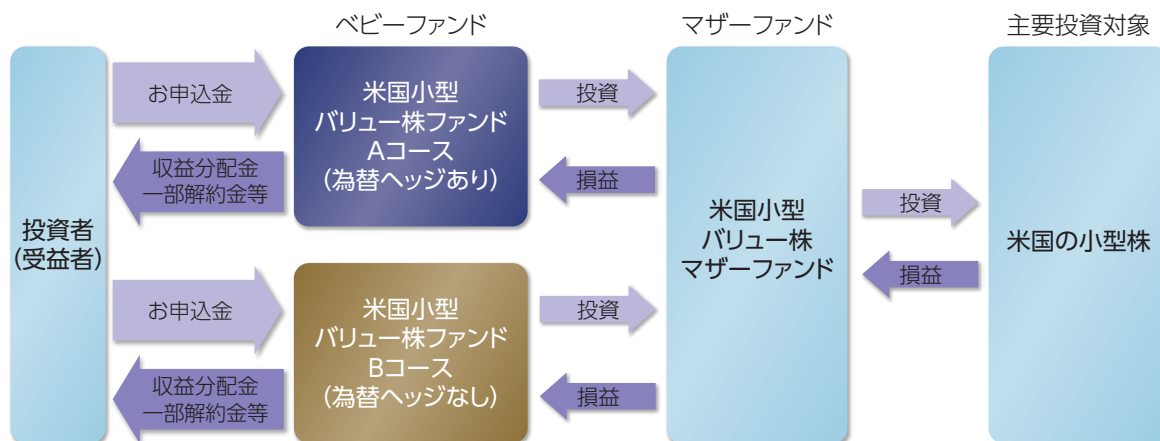 ベビーファンド
マザーファンド
主要投資対象
投資者
(受益者)
お申込金
収益分配金
一部解約金等
米国小型
バリュー株ファンド
Aコース
(為替ヘッジあり)
投資
損益
お申込金
収益分配金
一部解約金等
米国小型
バリュー株ファンド
Bコース
(為替ヘッジなし)
投資
損益
米国小型
バリュー株
マザーファンド
投資
損益
米国の小型株